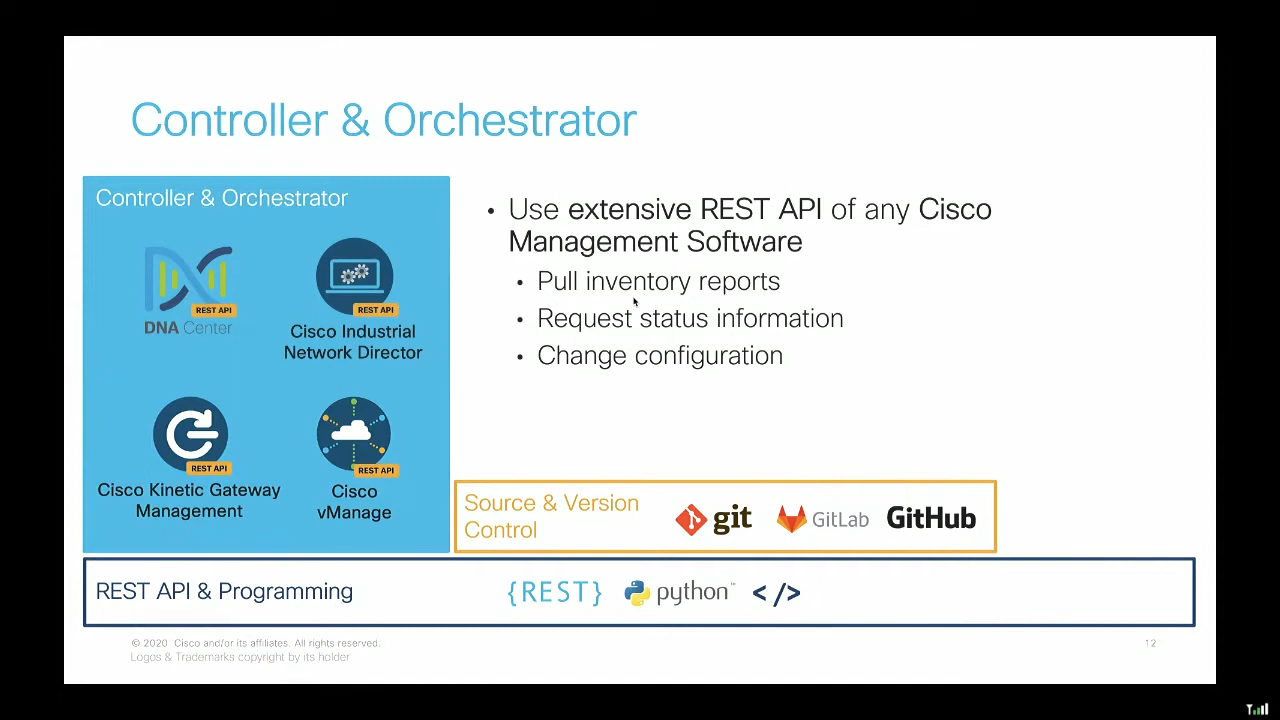 Controller & Orchestrator
Controller & Orchestrator
REST API
DNA Center
REST API
Cisco Industrial
Network Director
REST API
Cisco Kinetic Gateway
Management
REST API
Cisco
vManage
• Use extensive REST API of any Cisco
Management Software
• Pull inventory reports
• Request status information
• Change configuration
Source & Version
Control
git
GitLab
GitHub
REST API & Programming
{REST}
python™
</>
© 2020 Cisco and/or its affiliates. All rights reserved.
Logos & Trademarks copyright by its holder
12